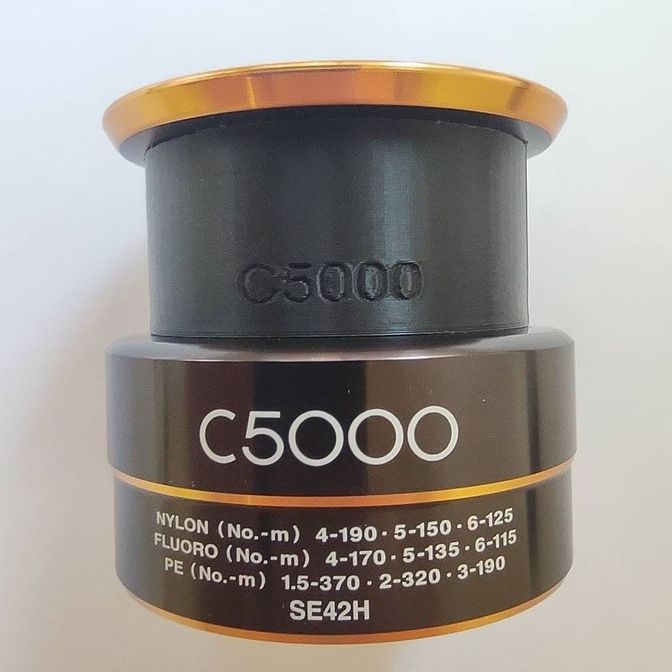 C5000
C5000
NYLON (No.-m) 4-190·5-150·6-125
FLUORO (No.-m) 4-170·5-135·6-115
PE (No.-m) 1.5-370·2-320·3-190
SE42H